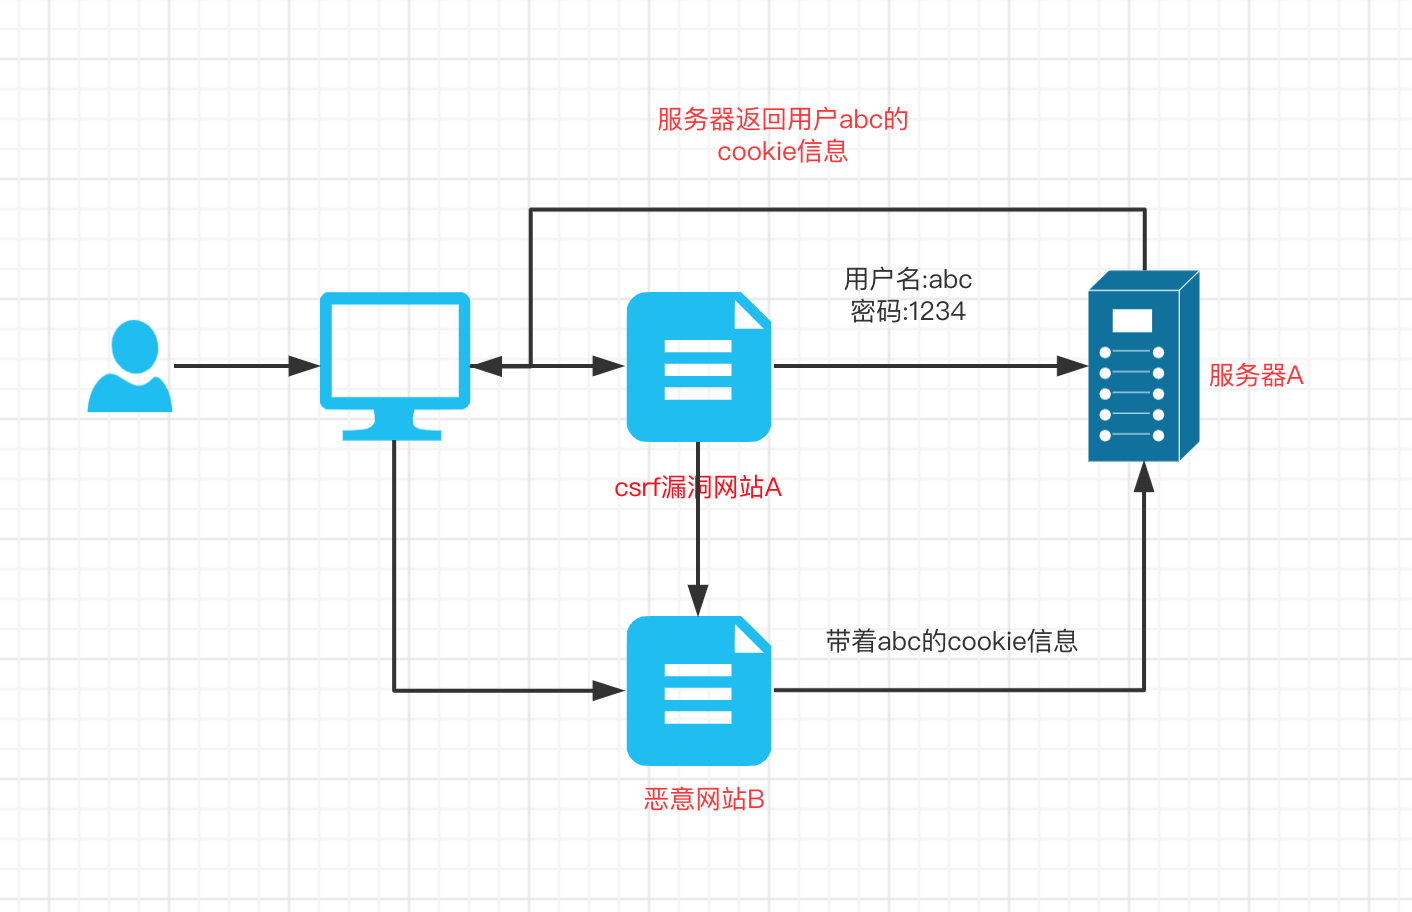 服务器返回用户abc的
cookie信息
用户名:abc
密码:1234
服务器A
csrf漏洞网站A
带着abc的cookie信息
恶意网站B